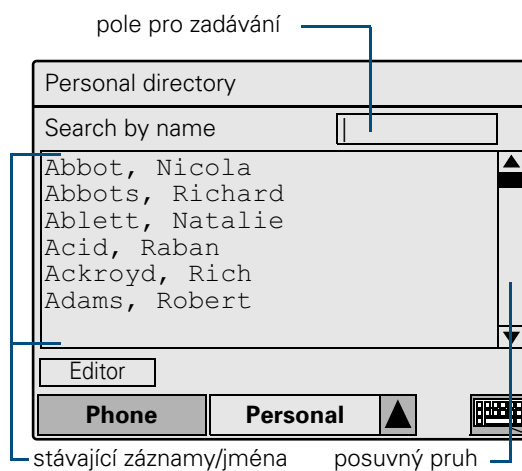 pole pro zadávání
Personal directory
Search by name
Abbot, Nicola
Abbots, Richard
Ablett, Natalie
Acid, Raban
Ackroyd, Rich
Adams, Robert
Editor
Phone Personal
stávající záznamy/jména posuvný pruh